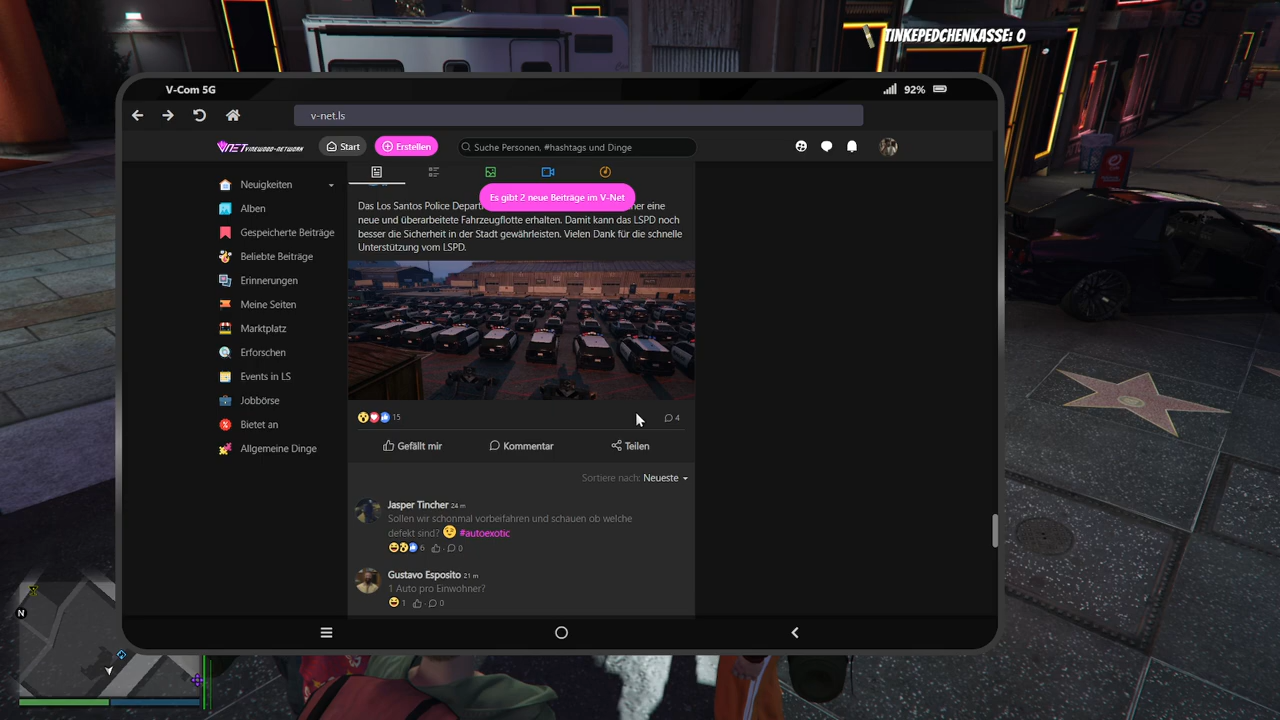 TINKEPEDCHENKASSE: 0
V-Com 5G
92%
v-net.ls
VNET VINEWOOD-NETWORK
Start
Erstellen
Suche Personen, #hashtags und Dinge
Neuigkeiten
Alben
Gespeicherte Beiträge
Beliebte Beiträge
Erinnerungen
Meine Seiten
Marktplatz
Erforschen
Events in LS
Jobbörse
Bietet an
Allgemeine Dinge
Es gibt 2 neue Beiträge im V-Net
Das Los Santos Police Depart her eine
neue und überarbeitete Fahrzeugflotte erhalten. Damit kann das LSPD noch
besser die Sicherheit in der Stadt gewährleisten. Vielen Dank für die schnelle
Unterstützung vom LSPD.
15
4
Gefällt mir
Kommentar
Teilen
Sortiere nach: Neueste
Jasper Tincher 24 m
Sollen wir schonmal vorbeifahren und schauen ob welche
defekt sind? #autoexotic
6 · 0
Gustavo Esposito 21 m
1 Auto pro Einwohner?
1 · 0
N